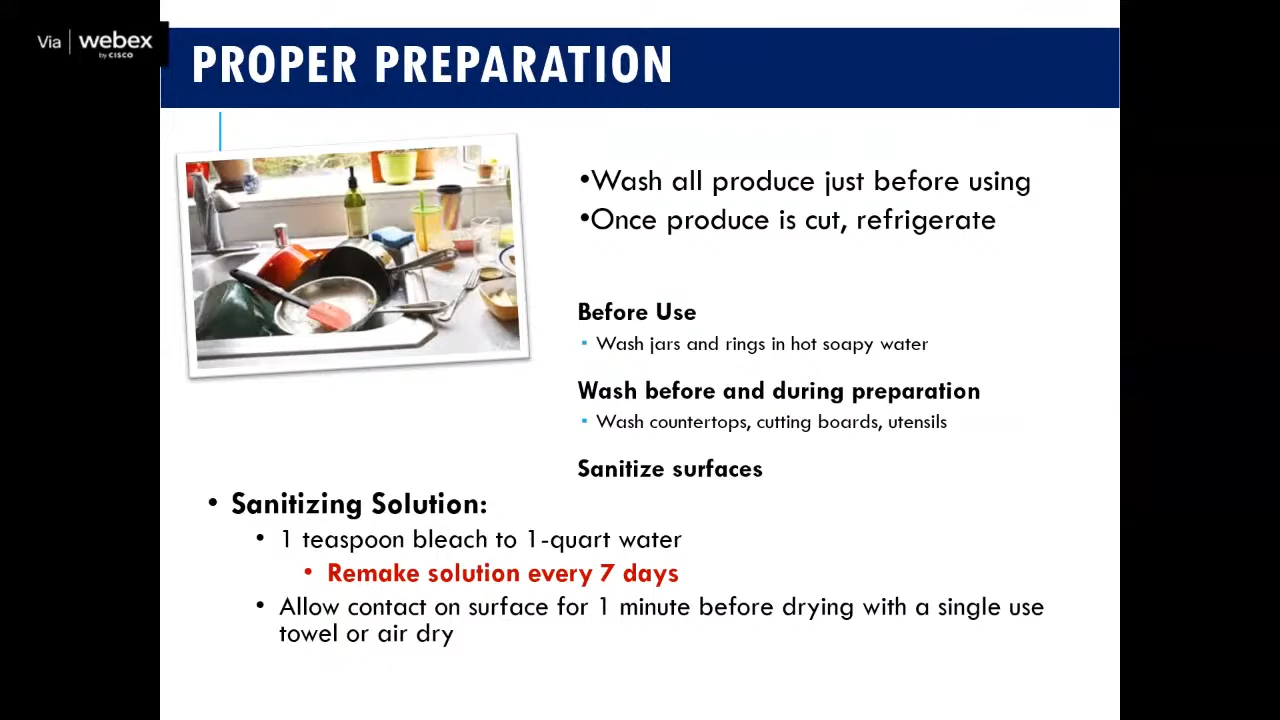 Via | webex
by CISCO
PROPER PREPARATION
•Wash all produce just before using
•Once produce is cut, refrigerate
Before Use
▪ Wash jars and rings in hot soapy water
Wash before and during preparation
▪ Wash countertops, cutting boards, utensils
Sanitize surfaces
• Sanitizing Solution:
• 1 teaspoon bleach to 1-quart water
• Remake solution every 7 days
• Allow contact on surface for 1 minute before drying with a single use
towel or air dry